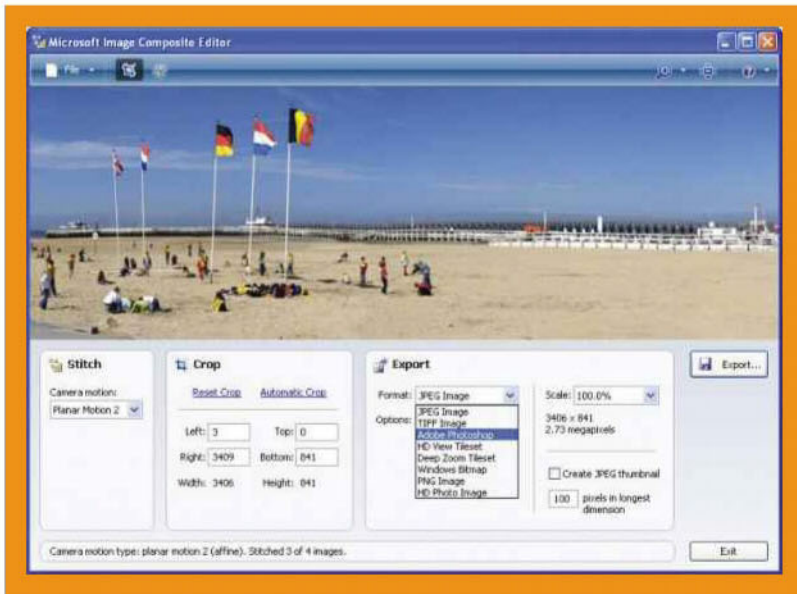 Microsoft Image Composite Editor
File
Stitch
Camera motion:
Planar Motion 2
Crop
Reset Crop Automatic Crop
Left: 3 Top: 0
Right: 3409 Bottom: 841
Width: 3406 Height: 841
Export
Format: JPEG Image
Options:
JPEG Image
TIFF Image
Adobe Photoshop
HD View Tileset
Deep Zoom Tileset
Windows Bitmap
PNG Image
HD Photo Image
Scale: 100.0%
3406 x 841
2.73 megapixels
Create JPEG thumbnail
100 pixels in longest
dimension
Export...
Camera motion type: planar motion 2 (affine). Stitched 3 of 4 images.
Exit